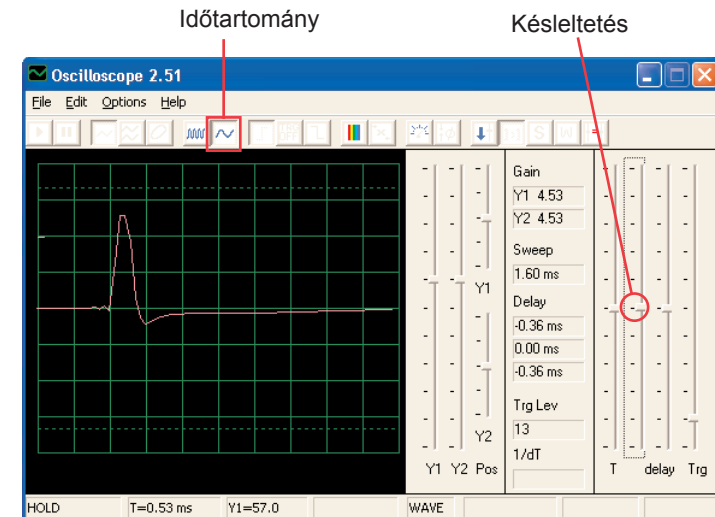 Időtartomány
Késleltetés
Oscilloscope 2.51
File Edit Options Help
Gain
Y1 4.53
Y2 4.53
Sweep
1.60 ms
Delay
-0.36 ms
0.00 ms
-0.36 ms
Trg Lev
13
1/dT
Y1
Y2
Y1 Y2 Pos
T delay Trg
HOLD T=0.53 ms Y1=57.0 WAVE